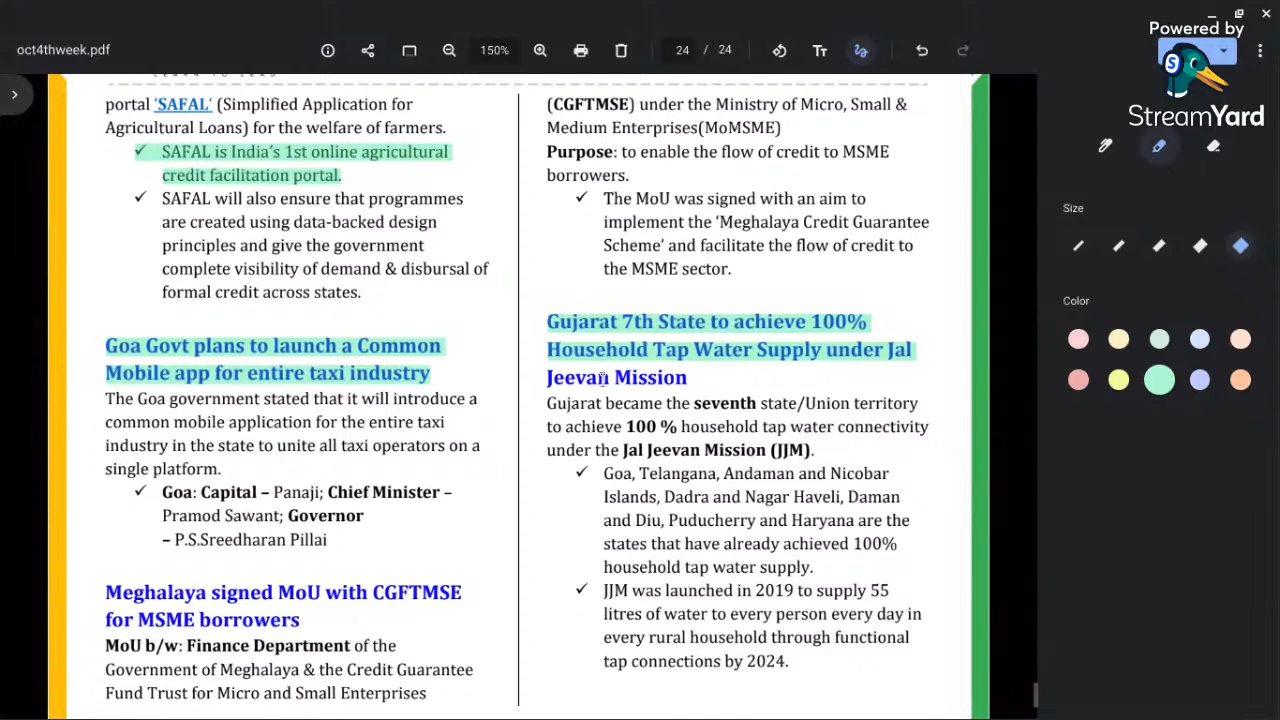 oct4thweek.pdf
150%
24 / 24
Powered by
StreamYard
portal 'SAFAL' (Simplified Application for
Agricultural Loans) for the welfare of farmers.
✓ SAFAL is India's 1st online agricultural
credit facilitation portal.
✓ SAFAL will also ensure that programmes
are created using data-backed design
principles and give the government
complete visibility of demand & disbursal of
formal credit across states.
Goa Govt plans to launch a Common
Mobile app for entire taxi industry
The Goa government stated that it will introduce a
common mobile application for the entire taxi
industry in the state to unite all taxi operators on a
single platform.
✓ Goa: Capital – Panaji; Chief Minister –
Pramod Sawant; Governor
– P.S.Sreedharan Pillai
Meghalaya signed MoU with CGFTMSE
for MSME borrowers
MoU b/w: Finance Department of the
Government of Meghalaya & the Credit Guarantee
Fund Trust for Micro and Small Enterprises
(CGFTMSE) under the Ministry of Micro, Small &
Medium Enterprises(MoMSME)
Purpose: to enable the flow of credit to MSME
borrowers.
✓ The MoU was signed with an aim to
implement the 'Meghalaya Credit Guarantee
Scheme' and facilitate the flow of credit to
the MSME sector.
Gujarat 7th State to achieve 100%
Household Tap Water Supply under Jal
Jeevan Mission
Gujarat became the seventh state/Union territory
to achieve 100 % household tap water connectivity
under the Jal Jeevan Mission (JJM).
✓ Goa, Telangana, Andaman and Nicobar
Islands, Dadra and Nagar Haveli, Daman
and Diu, Puducherry and Haryana are the
states that have already achieved 100%
household tap water supply.
✓ JJM was launched in 2019 to supply 55
litres of water to every person every day in
every rural household through functional
tap connections by 2024.
Size
Color